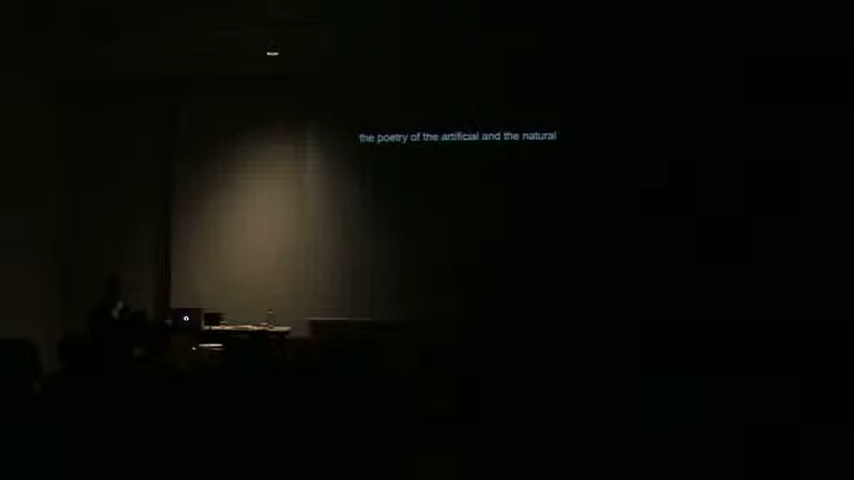 the poetry of the artificial and the natural